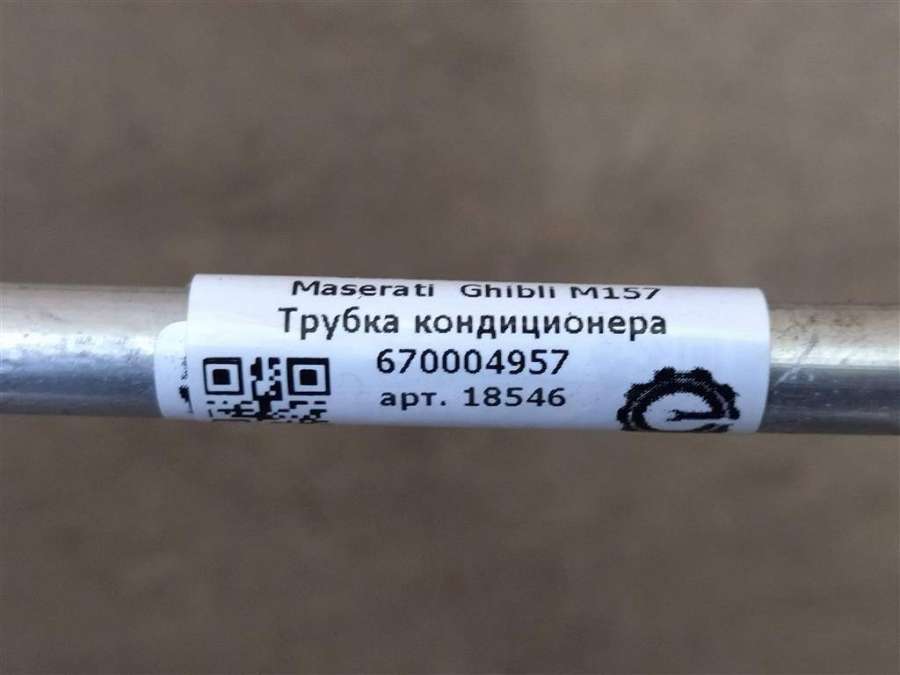 Maserati Ghibli M157
Трубка кондиционера
670004957
арт. 18546